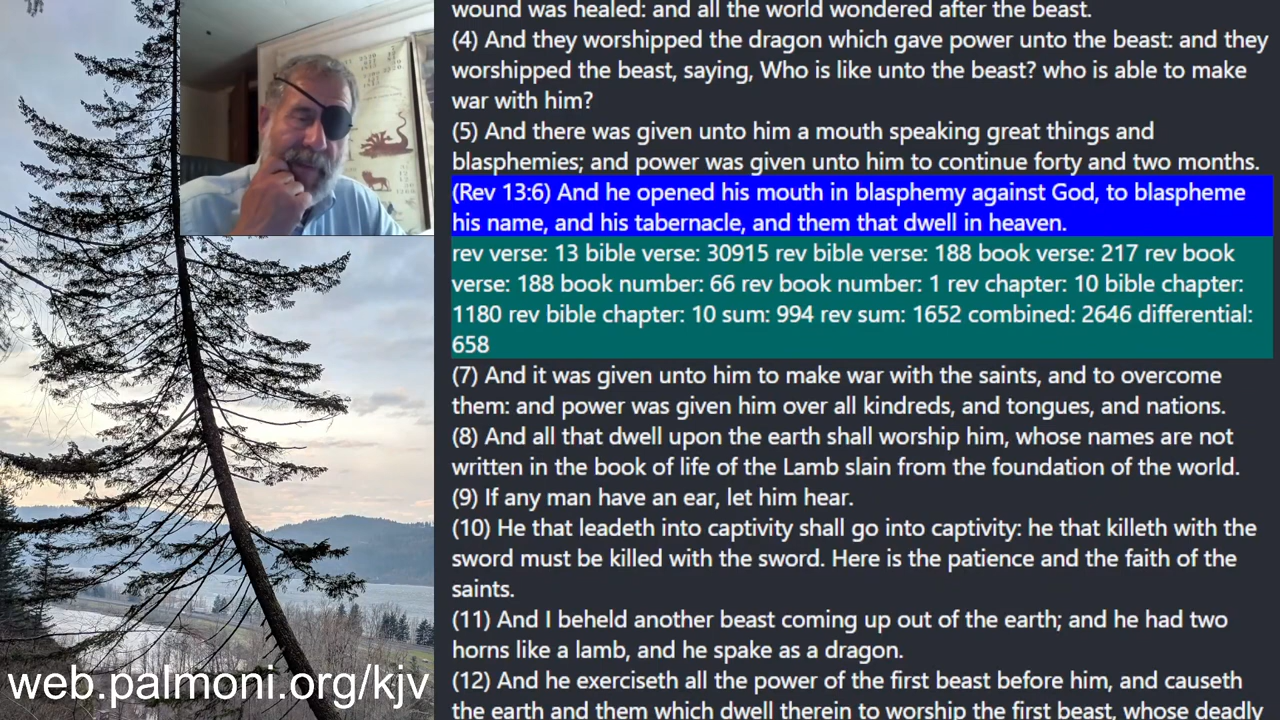 wound was healed: and all the world wondered after the beast.
(4) And they worshipped the dragon which gave power unto the beast: and they
worshipped the beast, saying, Who is like unto the beast? who is able to make
war with him?
(5) And there was given unto him a mouth speaking great things and
blasphemies; and power was given unto him to continue forty and two months.
(Rev 13:6) And he opened his mouth in blasphemy against God, to blaspheme
his name, and his tabernacle, and them that dwell in heaven.
rev verse: 13 bible verse: 30915 rev bible verse: 188 book verse: 217 rev book
verse: 188 book number: 66 rev book number: 1 rev chapter: 10 bible chapter:
1180 rev bible chapter: 10 sum: 994 rev sum: 1652 combined: 2646 differential:
658
(7) And it was given unto him to make war with the saints, and to overcome
them: and power was given him over all kindreds, and tongues, and nations.
(8) And all that dwell upon the earth shall worship him, whose names are not
written in the book of life of the Lamb slain from the foundation of the world.
(9) If any man have an ear, let him hear.
(10) He that leadeth into captivity shall go into captivity: he that killeth with the
sword must be killed with the sword. Here is the patience and the faith of the
saints.
(11) And I beheld another beast coming up out of the earth; and he had two
horns like a lamb, and he spake as a dragon.
(12) And he exerciseth all the power of the first beast before him, and causeth
the earth and them which dwell therein to worship the first beast, whose deadly
web.palmoni.org/kjv